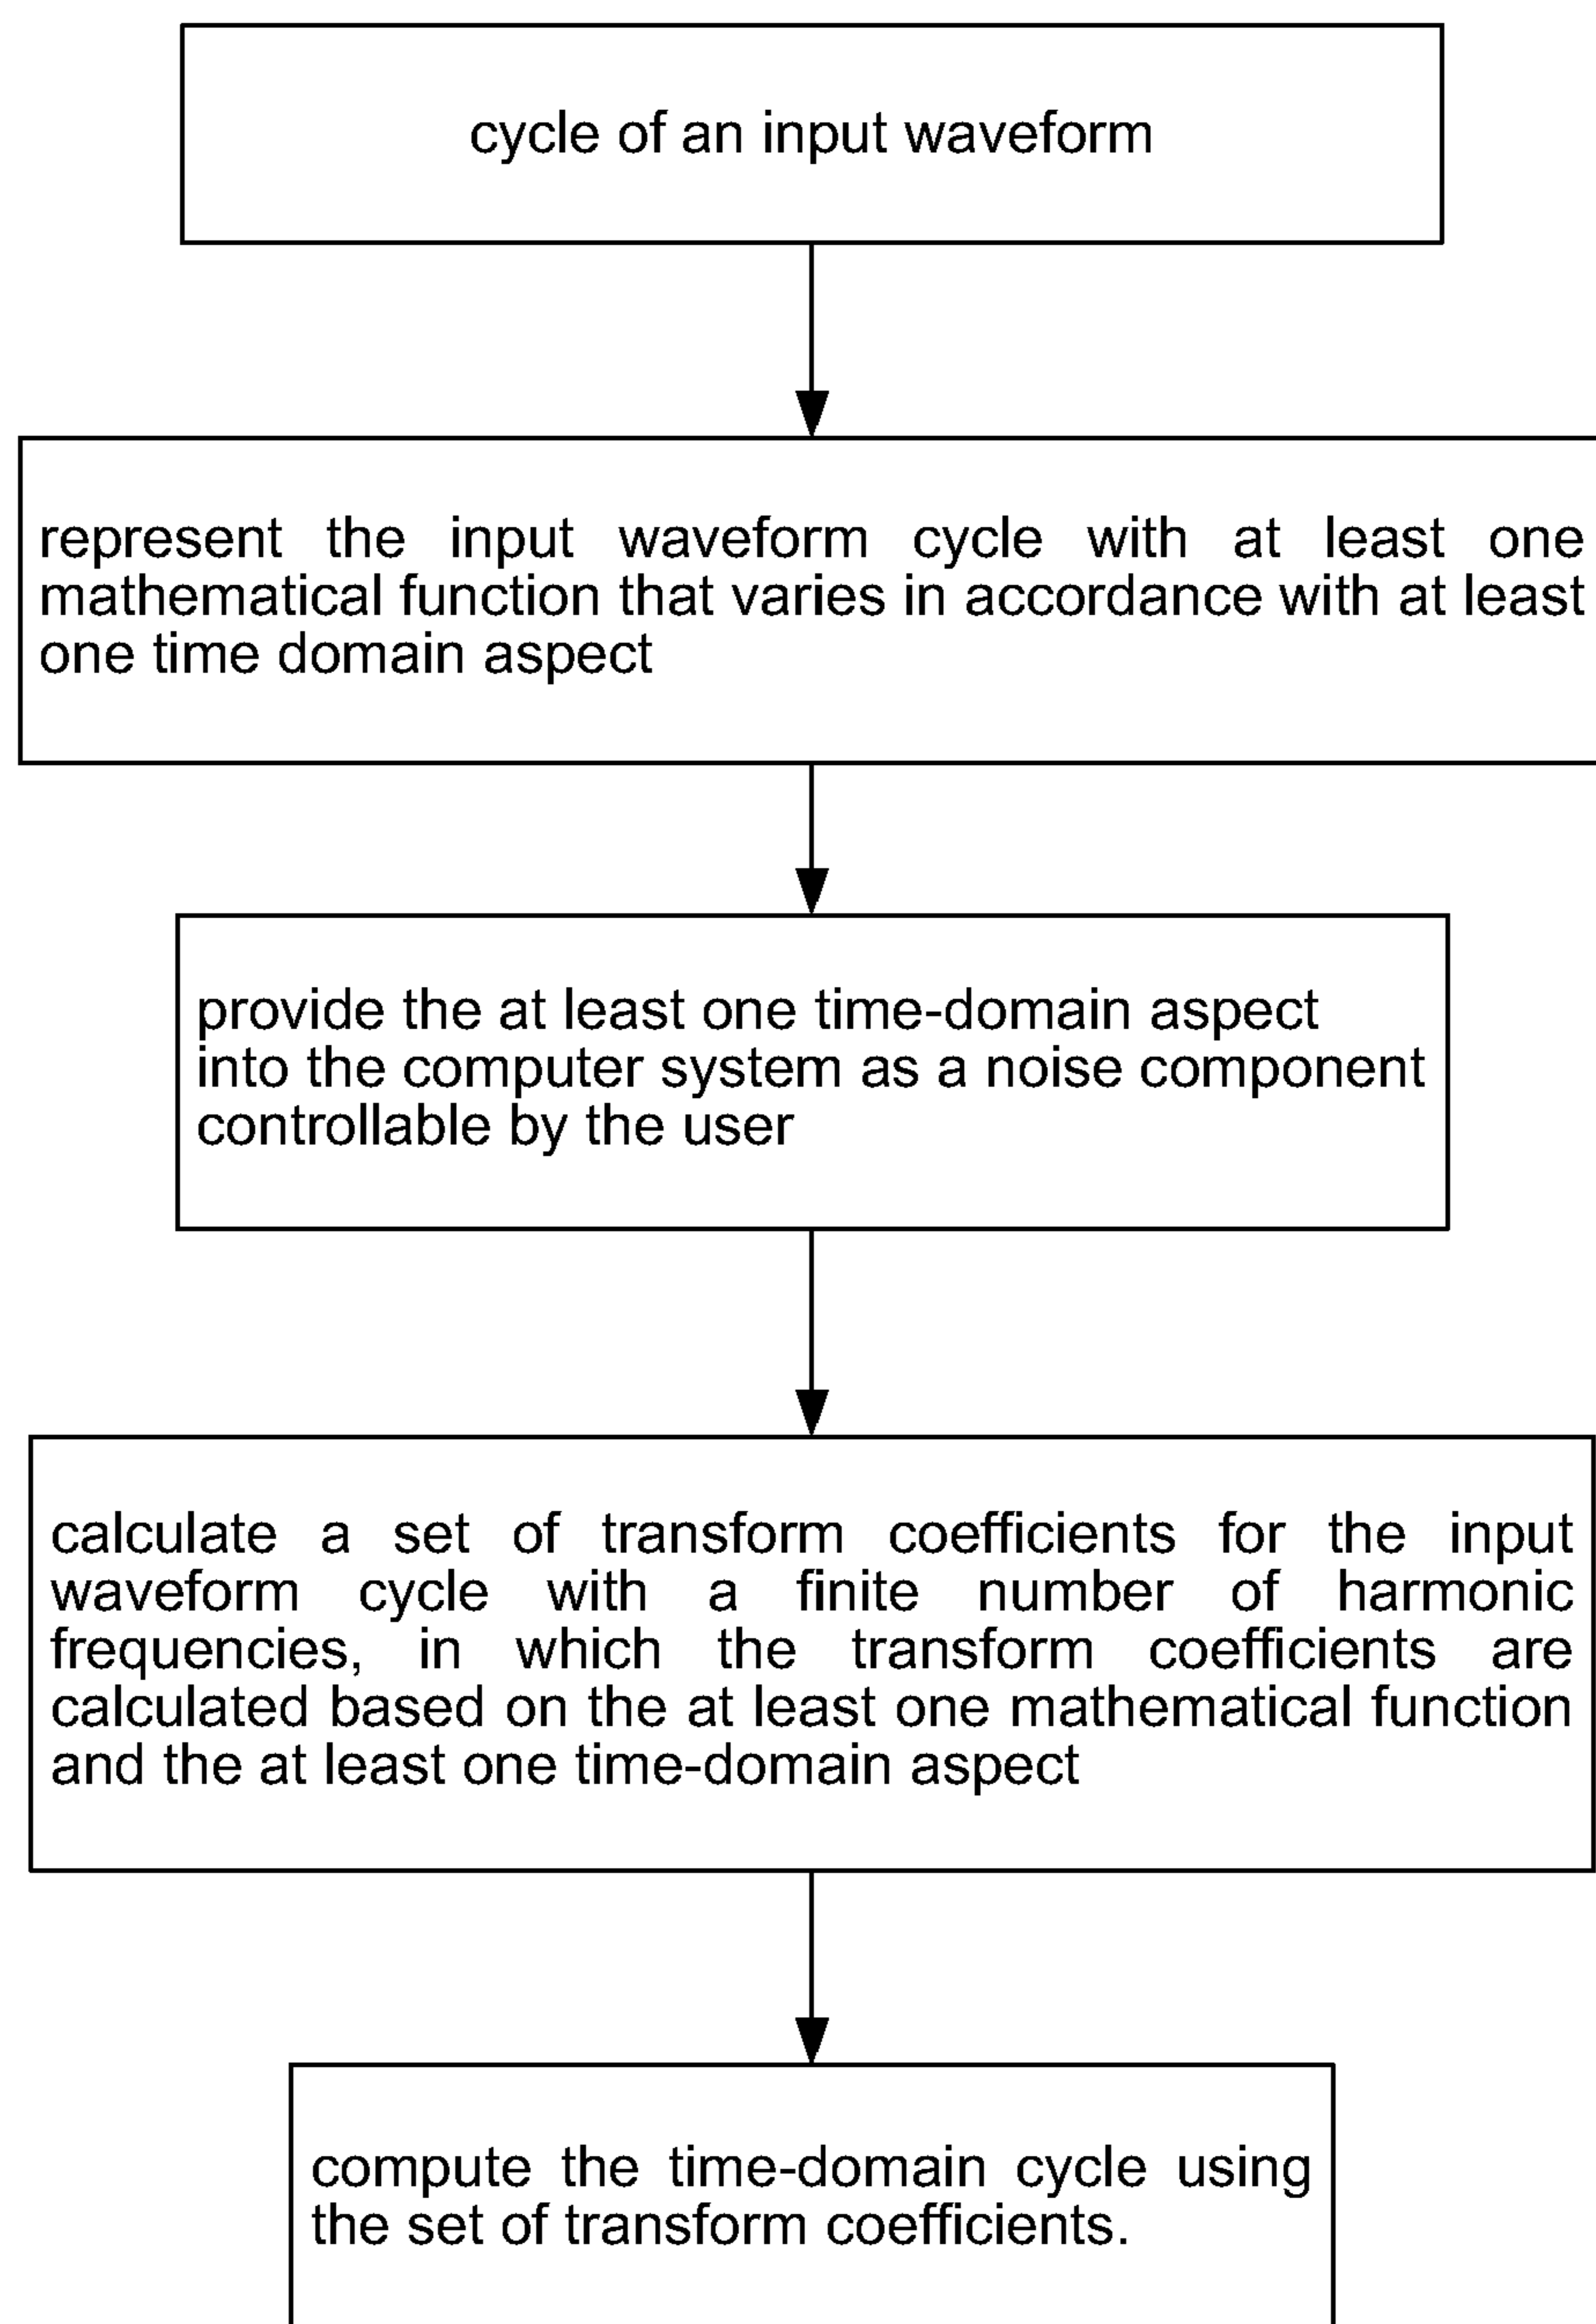 cycle of an input waveform
represent the input waveform cycle with at least one
mathematical function that varies in accordance with at least
one time domain aspect
provide the at least one time-domain aspect
into the computer system as a noise component
controllable by the user
calculate a set of transform coefficients for the input
waveform cycle with a finite number of harmonic
frequencies, in which the transform coefficients are
calculated based on the at least one mathematical function
and the at least one time-domain aspect
compute the time-domain cycle using
the set of transform coefficients.